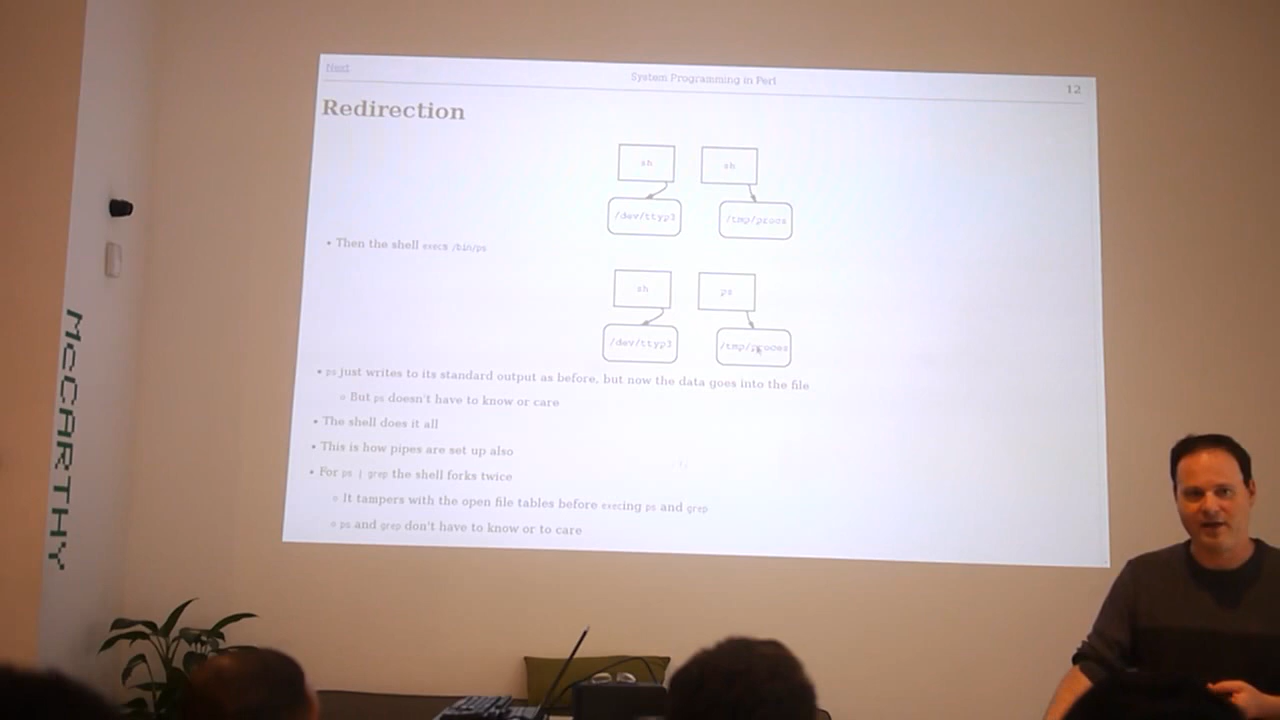 Next
System Programming in Perl
12
Redirection
sh
sh
/dev/ttyp3
/tmp/procs
• Then the shell execs /bin/ps
sh
ps
/dev/ttyp3
/tmp/procs
• ps just writes to its standard output as before, but now the data goes into the file
○ But ps doesn't have to know or care
• The shell does it all
• This is how pipes are set up also
• For ps | grep the shell forks twice
○ It tampers with the open file tables before execing ps and grep
○ ps and grep don't have to know or to care
MCCARTHY